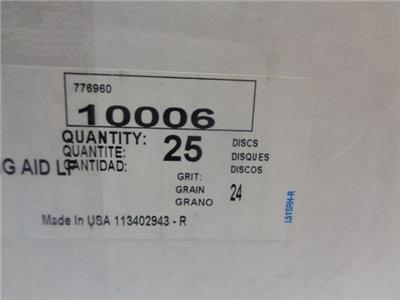 776960
10006
QUANTITY: 25 DISCS
QUANTITE: DISQUES
CANTIDAD: DISCOS
G AID LF
GRIT:
GRAIN 24
GRANO
Made In USA 113402943 - R
L51SRH-R